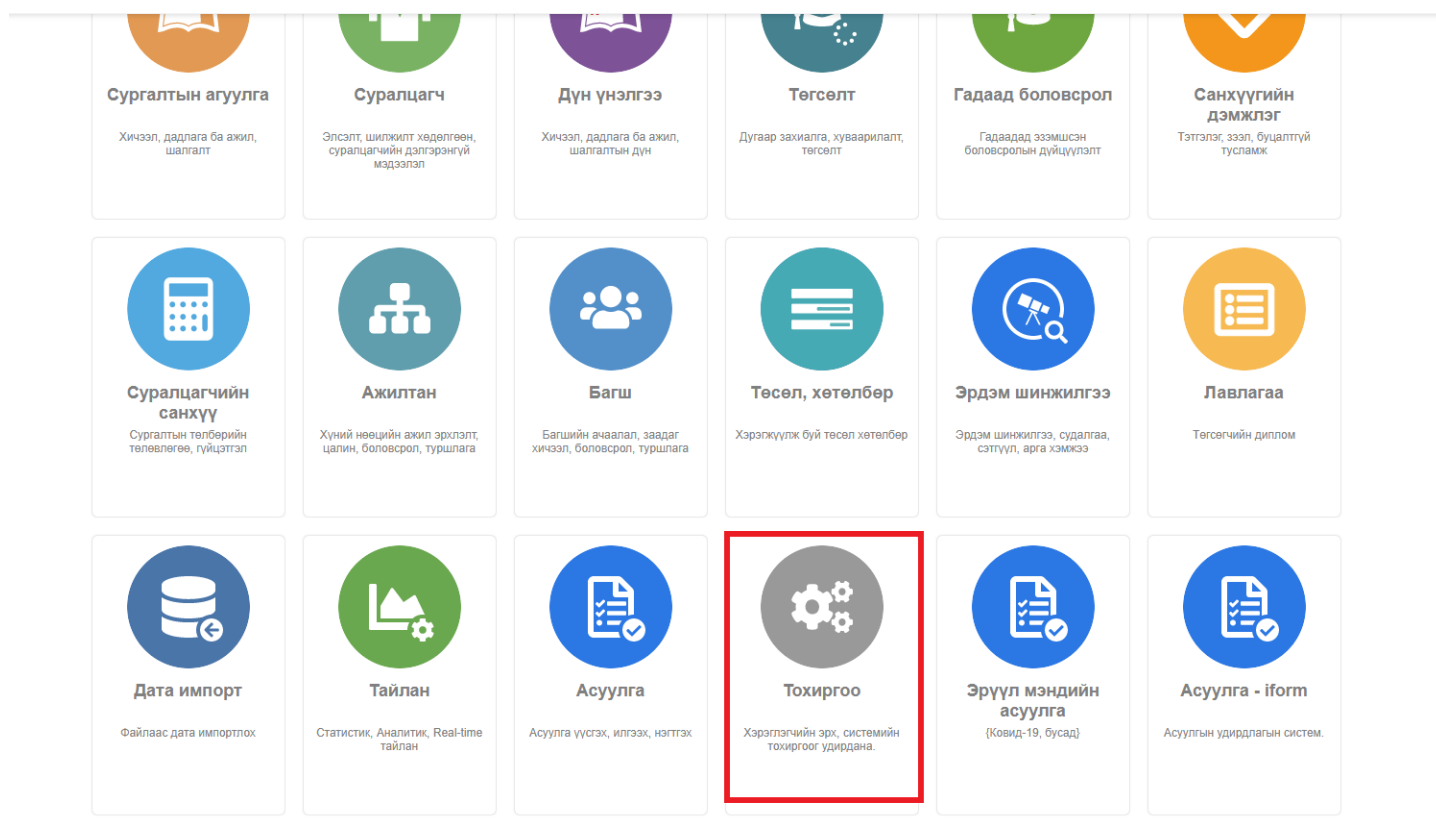 Сургалтын агуулга
Хичээл, дадлага ба ажил,
шалгалт
Суралцагч
Элсэлт, шилжилт хөдөлгөөн,
суралцагчийн дэлгэрэнгүй
мэдээлэл
Дүн үнэлгээ
Хичээл, дадлага ба ажил,
шалгалтын дүн
Төгсөлт
Дугаар захиалга, хуваарилалт,
төгсөлт
Гадаад боловсрол
Гадаадад эзэмшсэн
боловсролын дүйцүүлэлт
Санхүүгийн
дэмжлэг
Тэтгэлэг, зээл, буцалтгүй
тусламж
Суралцагчийн
санхүү
Сургалтын төлбөрийн
төлөвлөгөө, гүйцэтгэл
Ажилтан
Хүний нөөцийн ажил эрхлэлт,
цалин, боловсрол, туршлага
Багш
Багшийн ачаалал, заадаг
хичээл, боловсрол, туршлага
Төсөл, хөтөлбөр
Хэрэгжүүлж буй төсөл хөтөлбөр
Эрдэм шинжилгээ
Эрдэм шинжилгээ, судалгаа,
сэтгүүл, арга хэмжээ
Лавлагаа
Төгсөгчийн диплом
Дата импорт
Файлаас дата импортлох
Тайлан
Статистик, Аналитик, Real-time
тайлан
Асуулга
Асуулга үүсгэх, илгээх, нэгтгэх
Тохиргоо
Хэрэглэгчийн эрх, системийн
тохиргоог удирдана.
Эрүүл мэндийн
асуулга
{Ковид-19, бусад}
Асуулга - iform
Асуулгын удирдлагын систем.